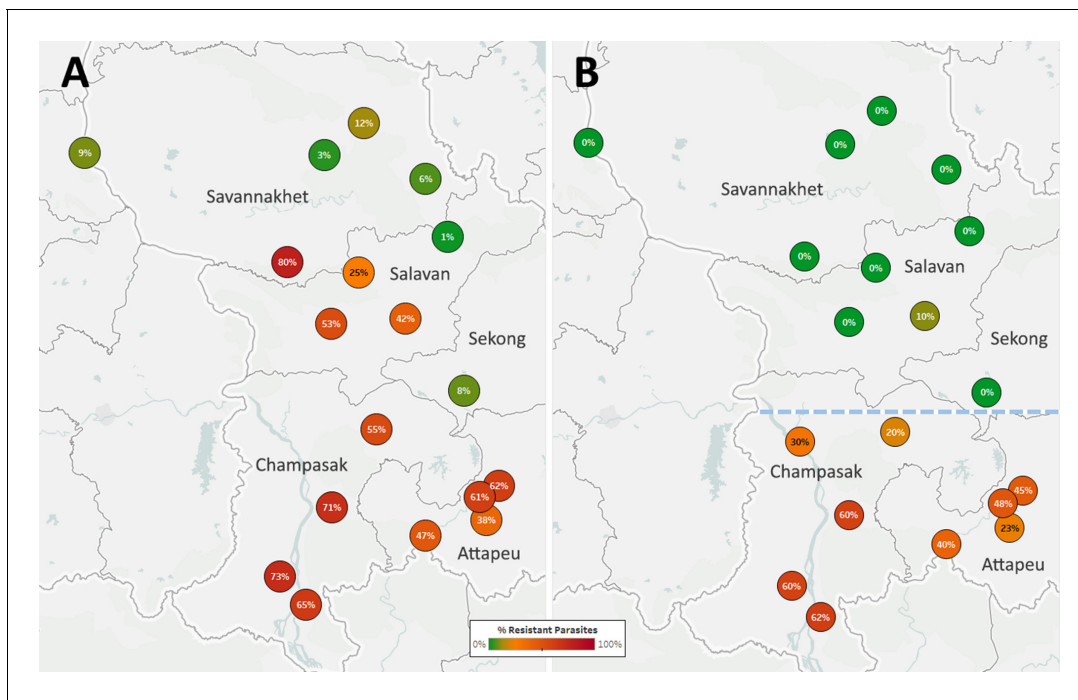 A
12%
9%
3%
6%
Savannakhet
1%
80%
25%
Salavan
53%
42%
Sekong
8%
55%
Champasak
62%
61%
71%
38%
47%
Attapeu
73%
65%
B
0%
0%
0%
0%
Savannakhet
0%
0%
0%
Salavan
0%
10%
Sekong
0%
30%
20%
Champasak
45%
48%
60%
23%
40%
Attapeu
60%
62%
% Resistant Parasites
0% 100%